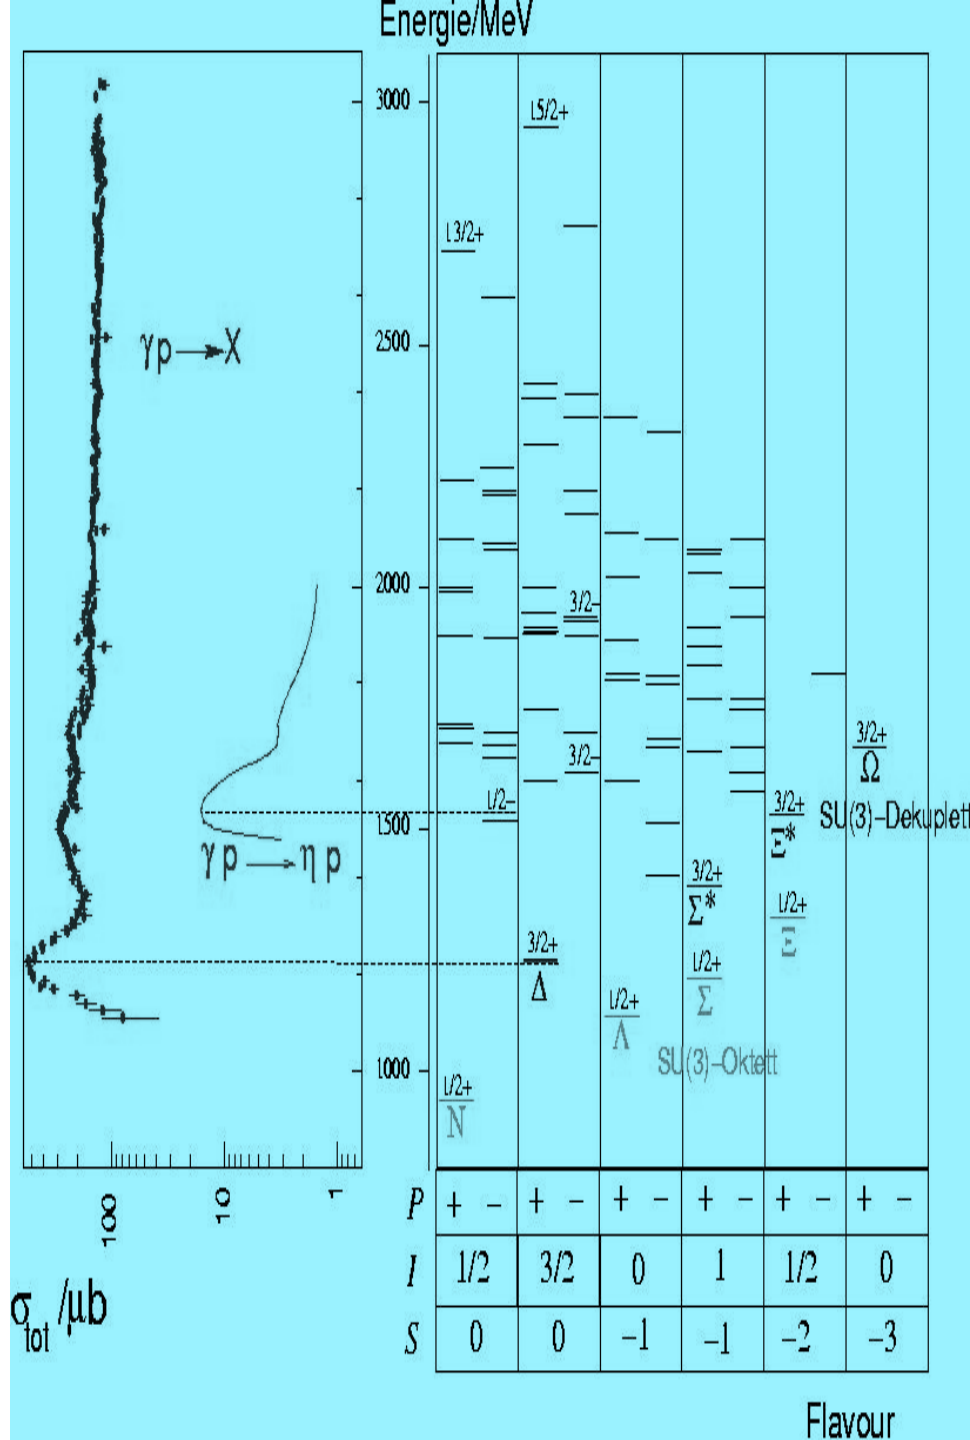 Energie/MeV
3000
15/2+
13/2+
γp → X
2500
2000
3/2−
3/2−
1/2−
3/2+
Ω
1500
3/2+
Ξ*
SU(3)−Dekuplett
γp → ηp
3/2+
Σ*
1/2+
Ξ
3/2+
Δ
1/2+
Σ
1/2+
Λ
SU(3)−Oktett
1000
1/2+
N
100 10 1
σtot /μb
P + − + − + − + − + − + −
I 1/2 3/2 0 1 1/2 0
S 0 0 −1 −1 −2 −3
Flavour